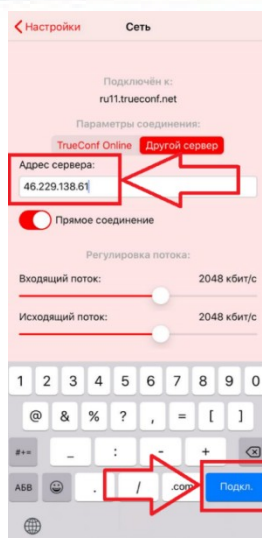 Настройки Сеть
Подключён к:
ru11.trueconf.net
Параметры соединения:
TrueConf Online Другой сервер
Адрес сервера:
46.229.138.61
Прямое соединение
Регулировка потока:
Входящий поток: 2048 кбит/с
Исходящий поток: 2048 кбит/с
1 2 3 4 5 6 7 8 9 0
@ & % ? , = [ ]
#+= _ : - +
АБВ . / .com Подкл.